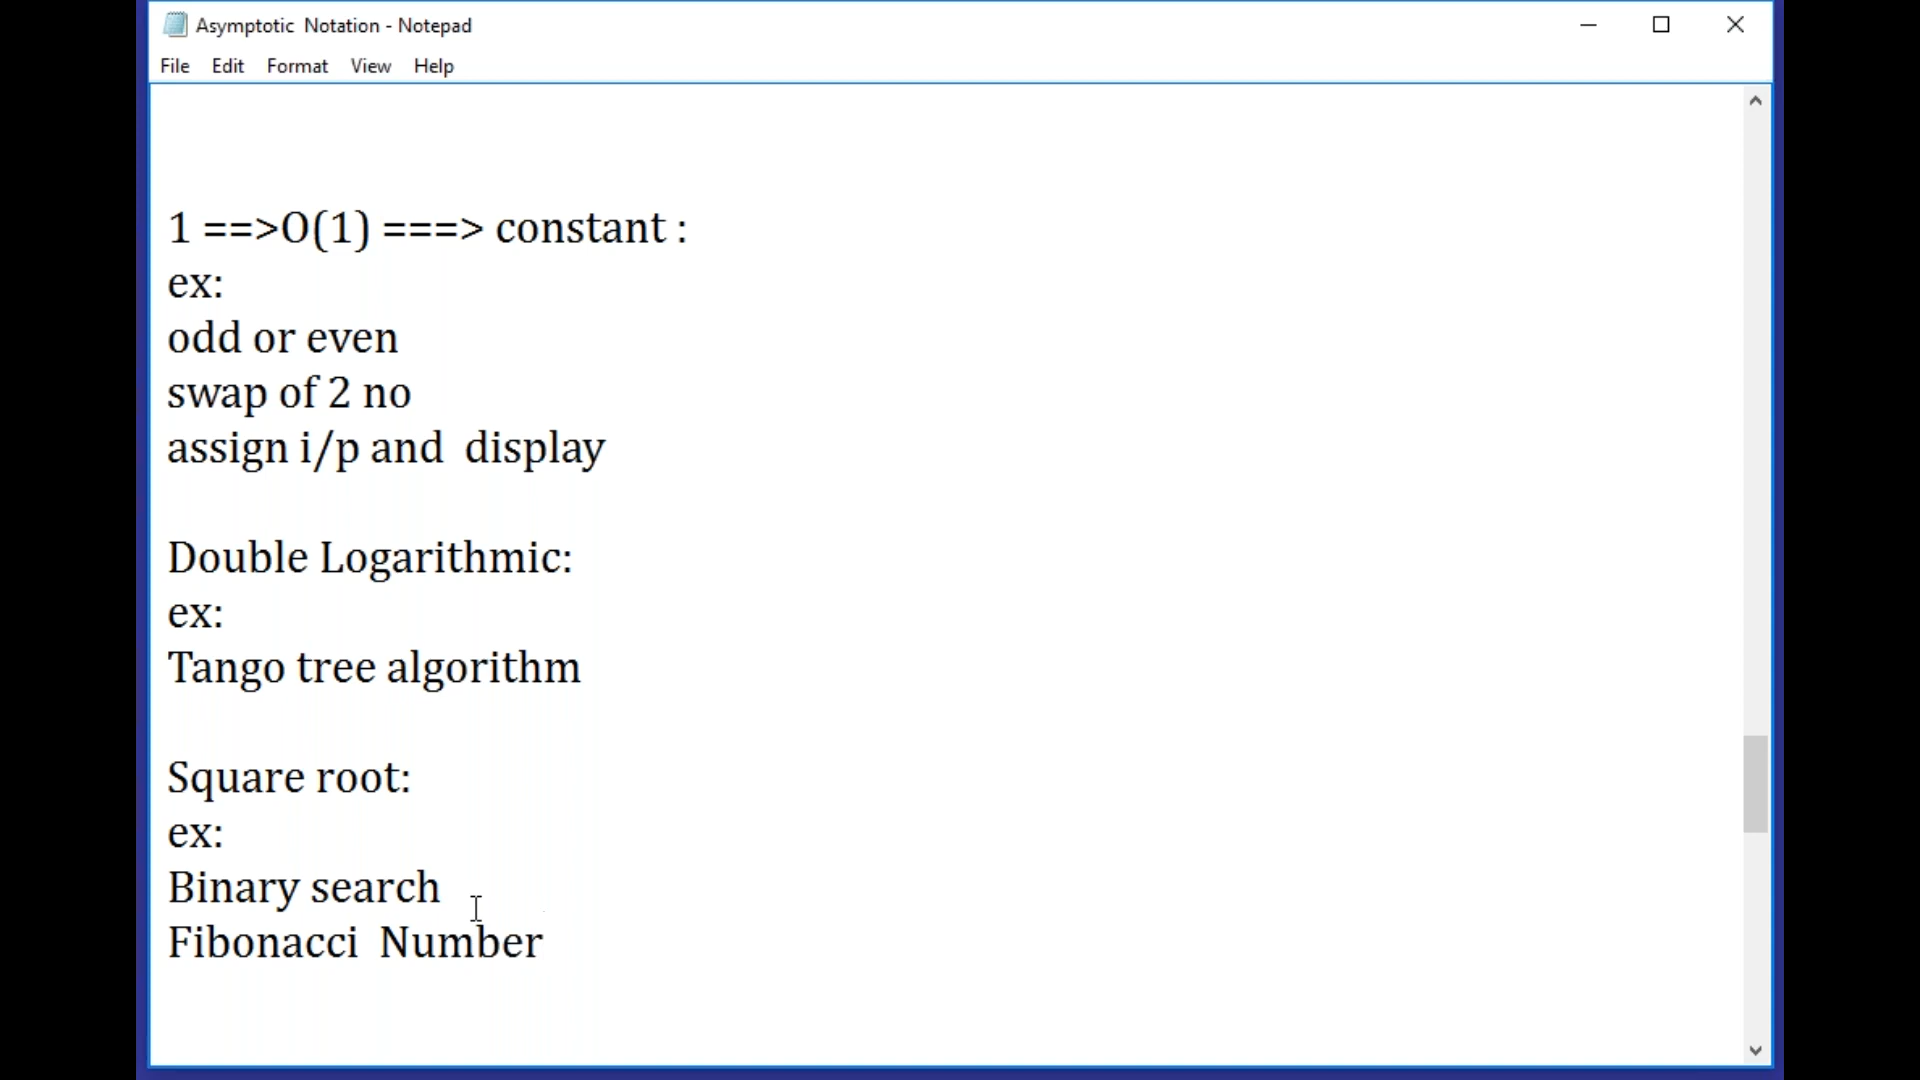 Asymptotic  Notation - Notepad
File Edit Format View Help
1 ==>O(1) ===> constant :
ex:
odd or even
swap of 2 no
assign i/p and  display
Double Logarithmic:
ex:
Tango tree algorithm
Square root:
ex:
Binary search
Fibonacci  Number